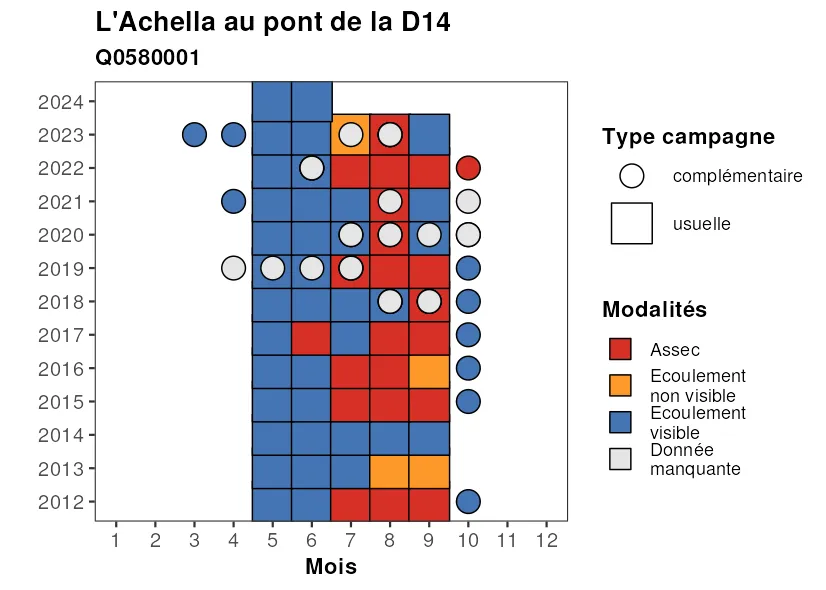 L'Achella au pont de la D14
Q0580001
2024
2023
2022
2021
2020
2019
2018
2017
2016
2015
2014
2013
2012
1 2 3 4 5 6 7 8 9 10 11 12
Mois
Type campagne
complémentaire
usuelle
Modalités
Assec
Ecoulement
non visible
Ecoulement
visible
Donnée
manquante